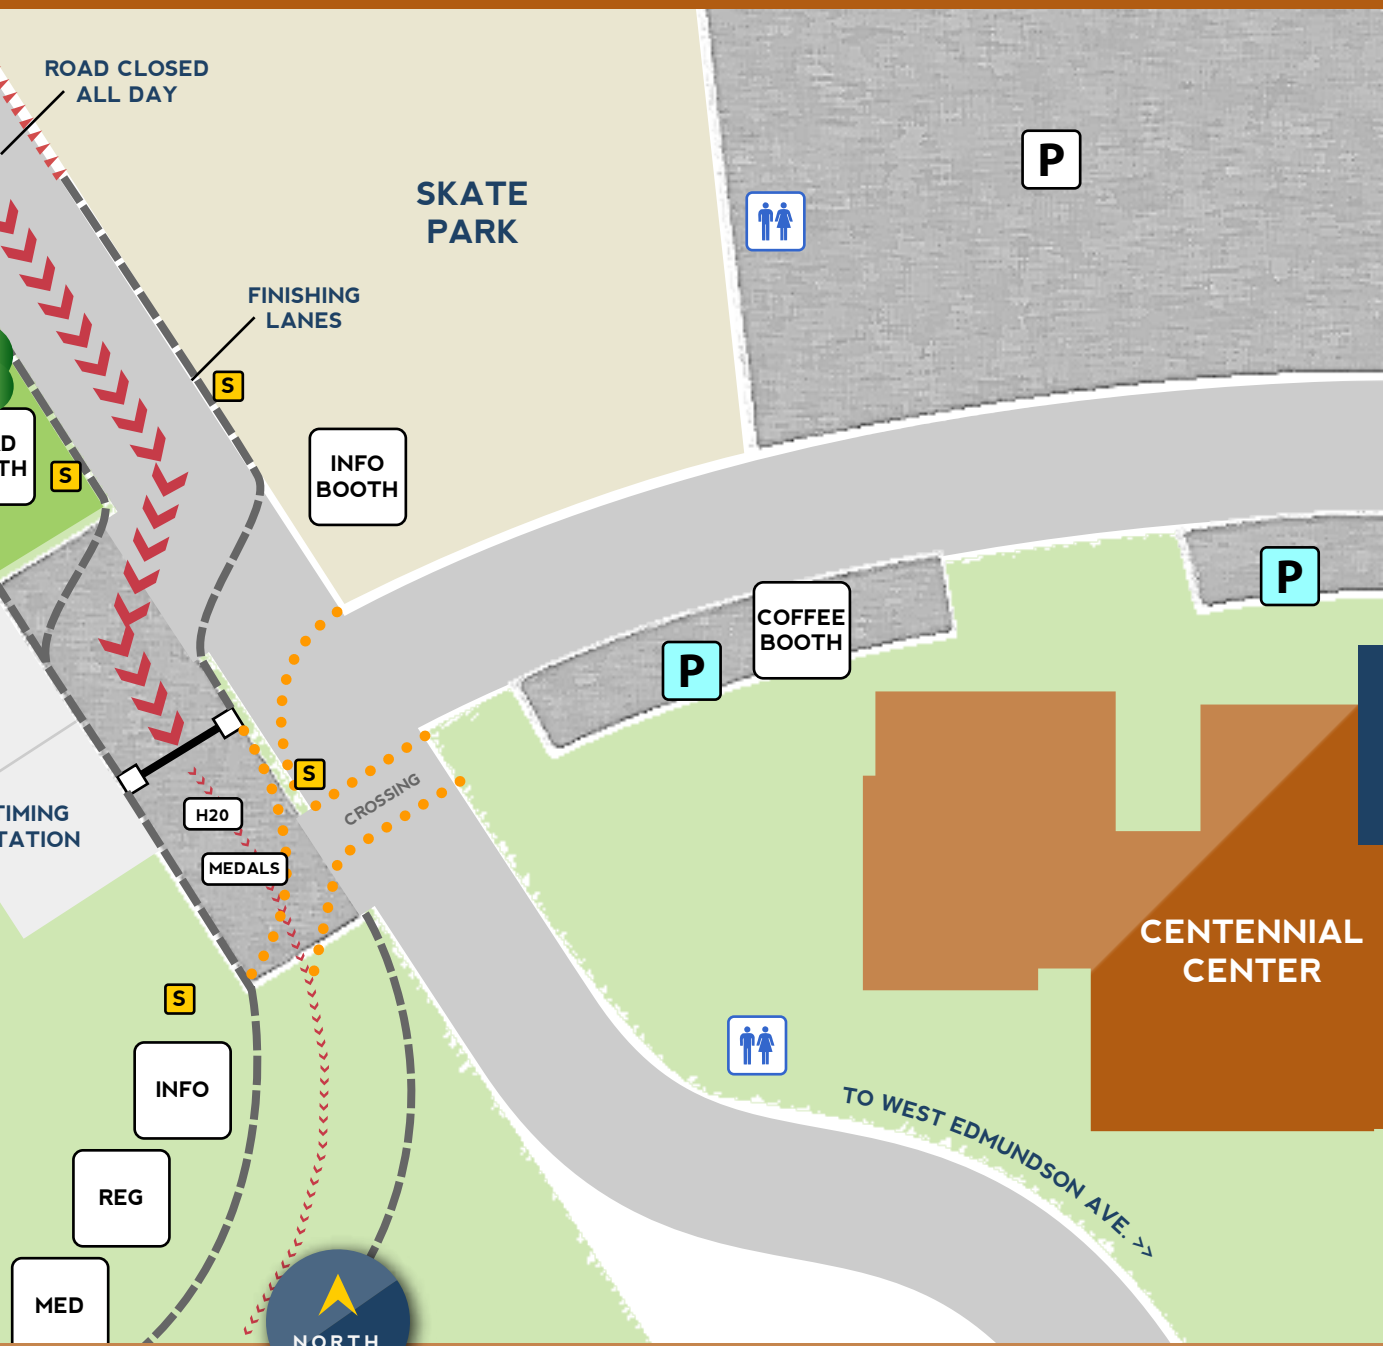 ROAD CLOSED
ALL DAY
P
SKATE
PARK
FINISHING
LANES
S
INFO
BOOTH
D
TH
S
P
COFFEE
BOOTH
P
S
CROSSING
H20
TIMING
TATION
MEDALS
CENTENNIAL
CENTER
S
INFO
TO WEST EDMUNDSON AVE. >>
REG
MED
NORTH